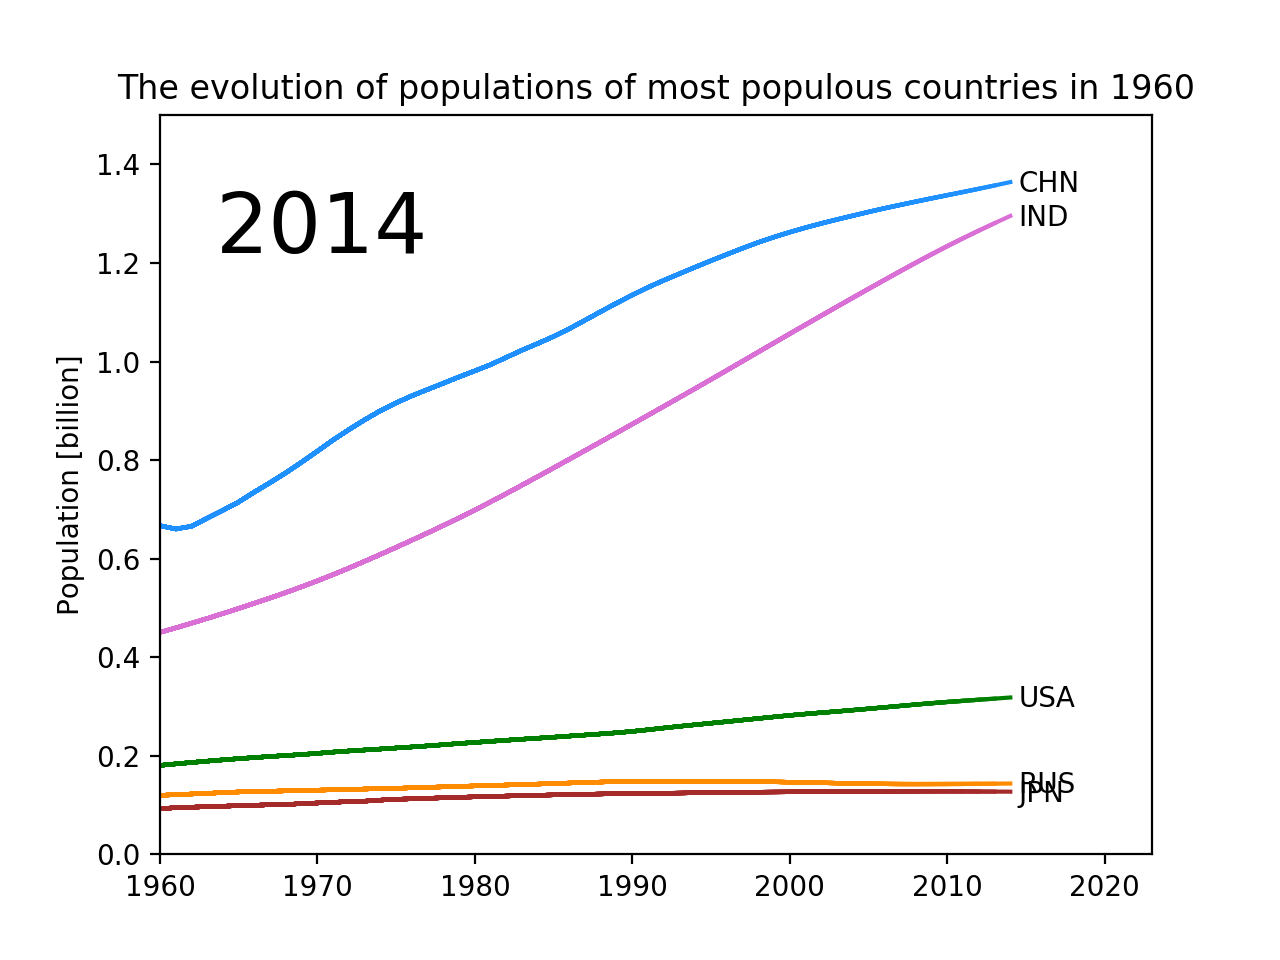 The evolution of populations of most populous countries in 1960
2014
Population [billion]
1.4
1.2
1.0
0.8
0.6
0.4
0.2
0.0
1960 1970 1980 1990 2000 2010 2020
CHN
IND
USA
RUS
JPN